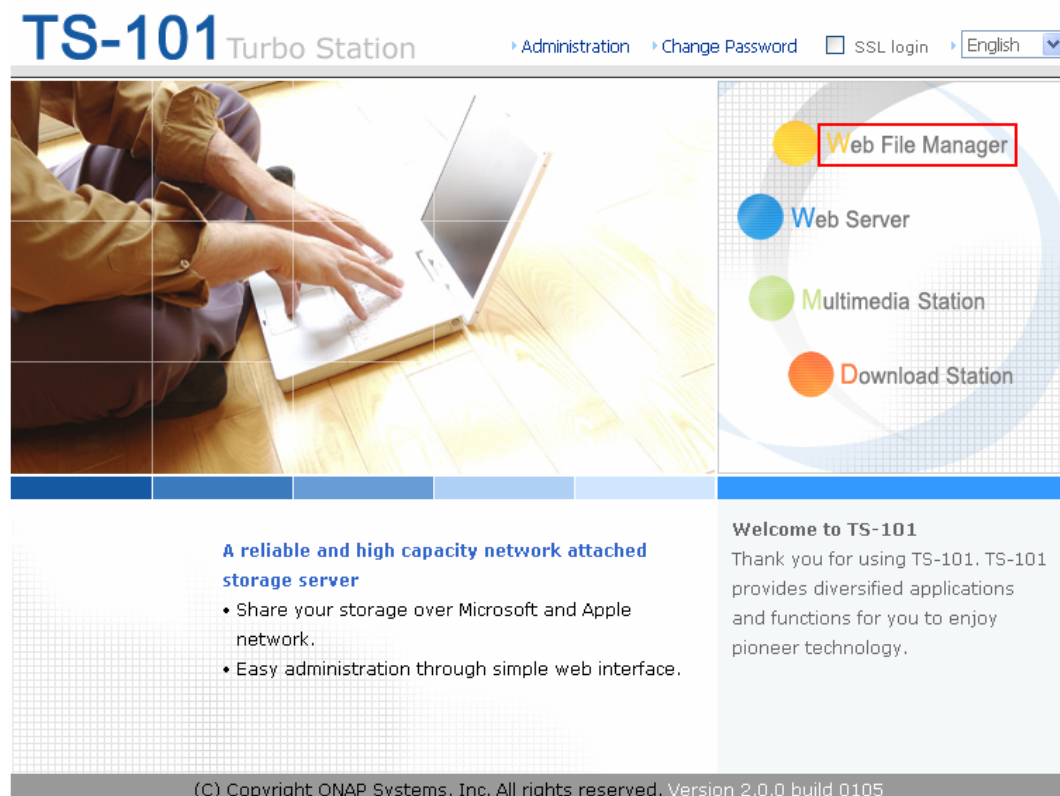 TS-101 Turbo Station
Administration
Change Password
SSL login
English
Web File Manager
Web Server
Multimedia Station
Download Station
A reliable and high capacity network attached
storage server
• Share your storage over Microsoft and Apple
network.
• Easy administration through simple web interface.
Welcome to TS-101
Thank you for using TS-101. TS-101
provides diversified applications
and functions for you to enjoy
pioneer technology.
(C) Copyright QNAP Systems, Inc. All rights reserved. Version 2.0.0 build 0105